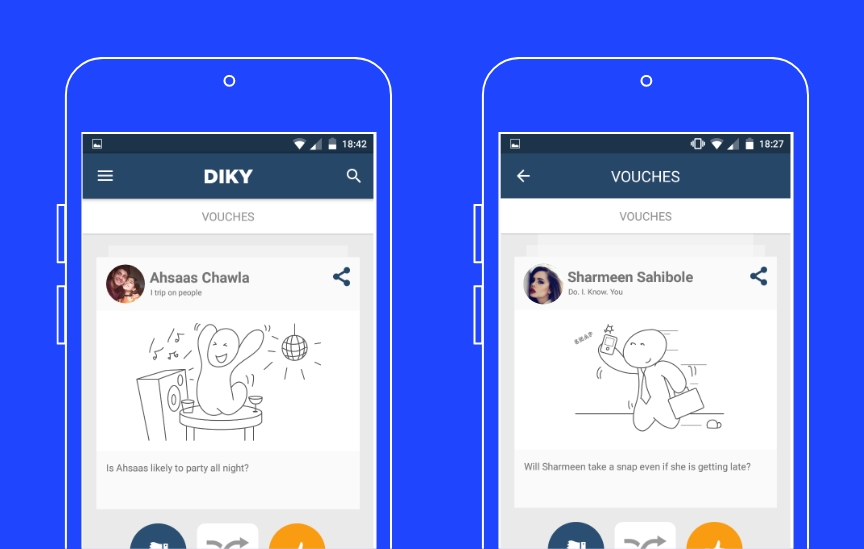 18:42
DIKY
VOUCHES
Ahsaas Chawla
I trip on people
Is Ahsaas likely to party all night?
18:27
VOUCHES
VOUCHES
Sharmeen Sahibole
Do. I. Know. You
SNAP
Will Sharmeen take a snap even if she is getting late?